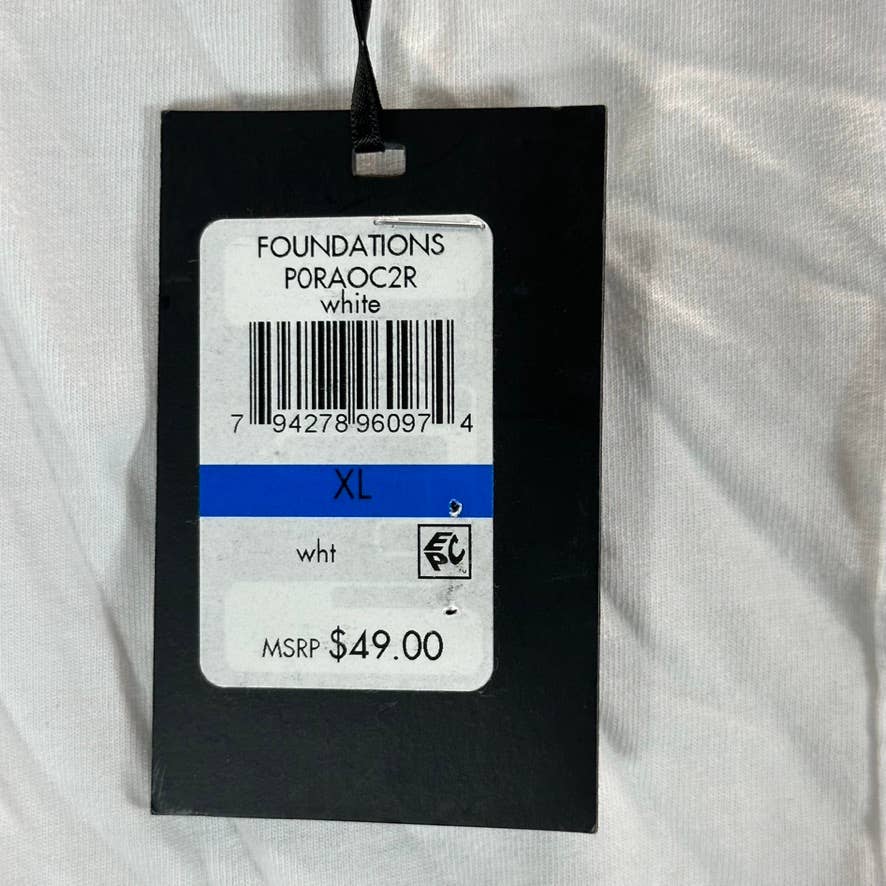 FOUNDATIONS
P0RAOC2R
white
7 94278 96097 4
XL
wht
EPC
MSRP $49.00